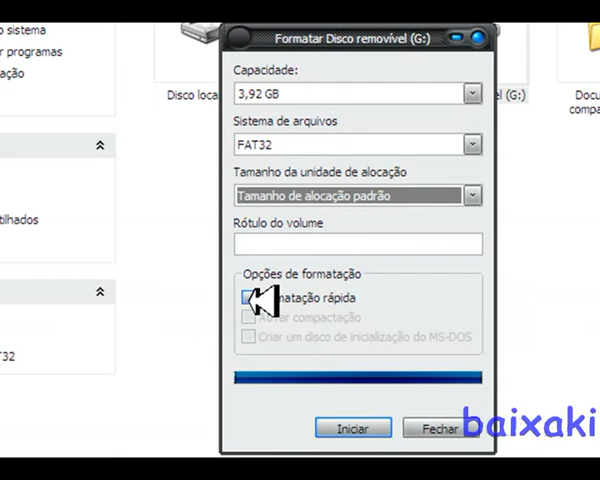 o sistema
r programas
ação
tilhados
T32
Disco loca
el (G:)
Docu
compa
Formatar Disco removível (G:)
Capacidade:
3,92 GB
Sistema de arquivos
FAT32
Tamanho da unidade de alocação
Tamanho de alocação padrão
Rótulo do volume
Opções de formatação
matação rápida
Ativar compactação
Criar um disco de inicialização do MS-DOS
Iniciar
Fechar
baixaki